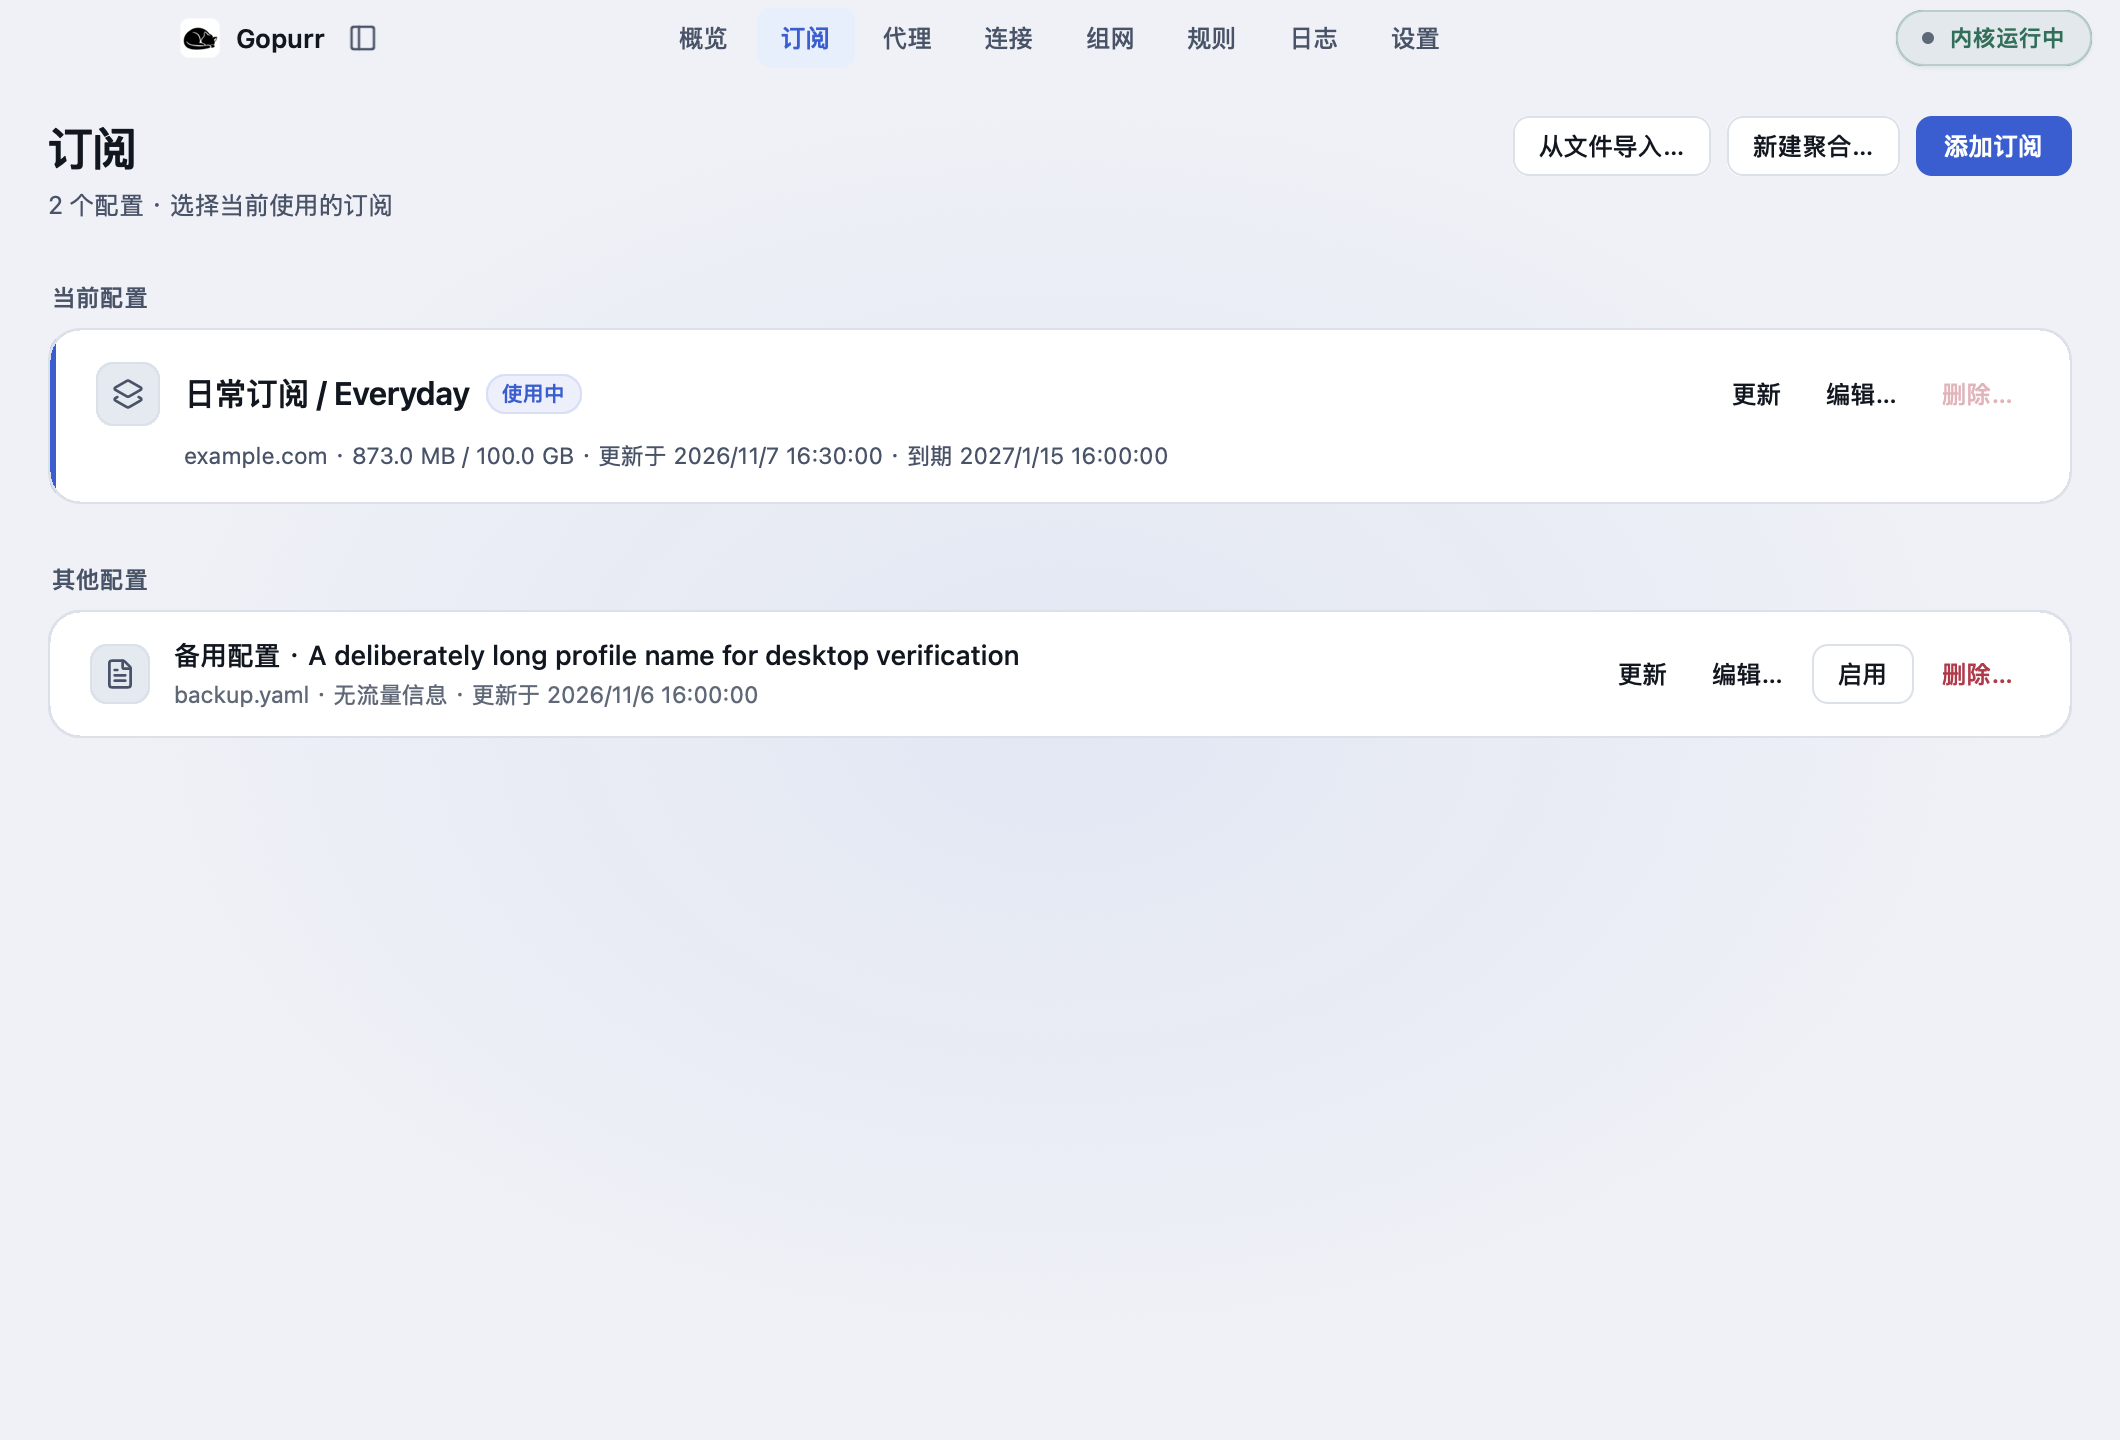 Gopurr
概览 订阅 代理 连接 组网 规则 日志 设置
内核运行中
订阅
从文件导入... 新建聚合... 添加订阅
2 个配置 · 选择当前使用的订阅
当前配置
日常订阅 / Everyday 使用中
更新 编辑... 删除...
example.com · 873.0 MB / 100.0 GB · 更新于 2026/11/7 16:30:00 · 到期 2027/1/15 16:00:00
其他配置
备用配置 · A deliberately long profile name for desktop verification
backup.yaml · 无流量信息 · 更新于 2026/11/6 16:00:00
更新 编辑... 启用 删除...